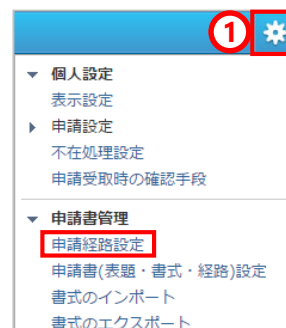 1
個人設定
表示設定
申請設定
不在処理設定
申請受取時の確認手段
申請書管理
申請経路設定
申請書(表題・書式・経路)設定
書式のインポート
書式のエクスポート